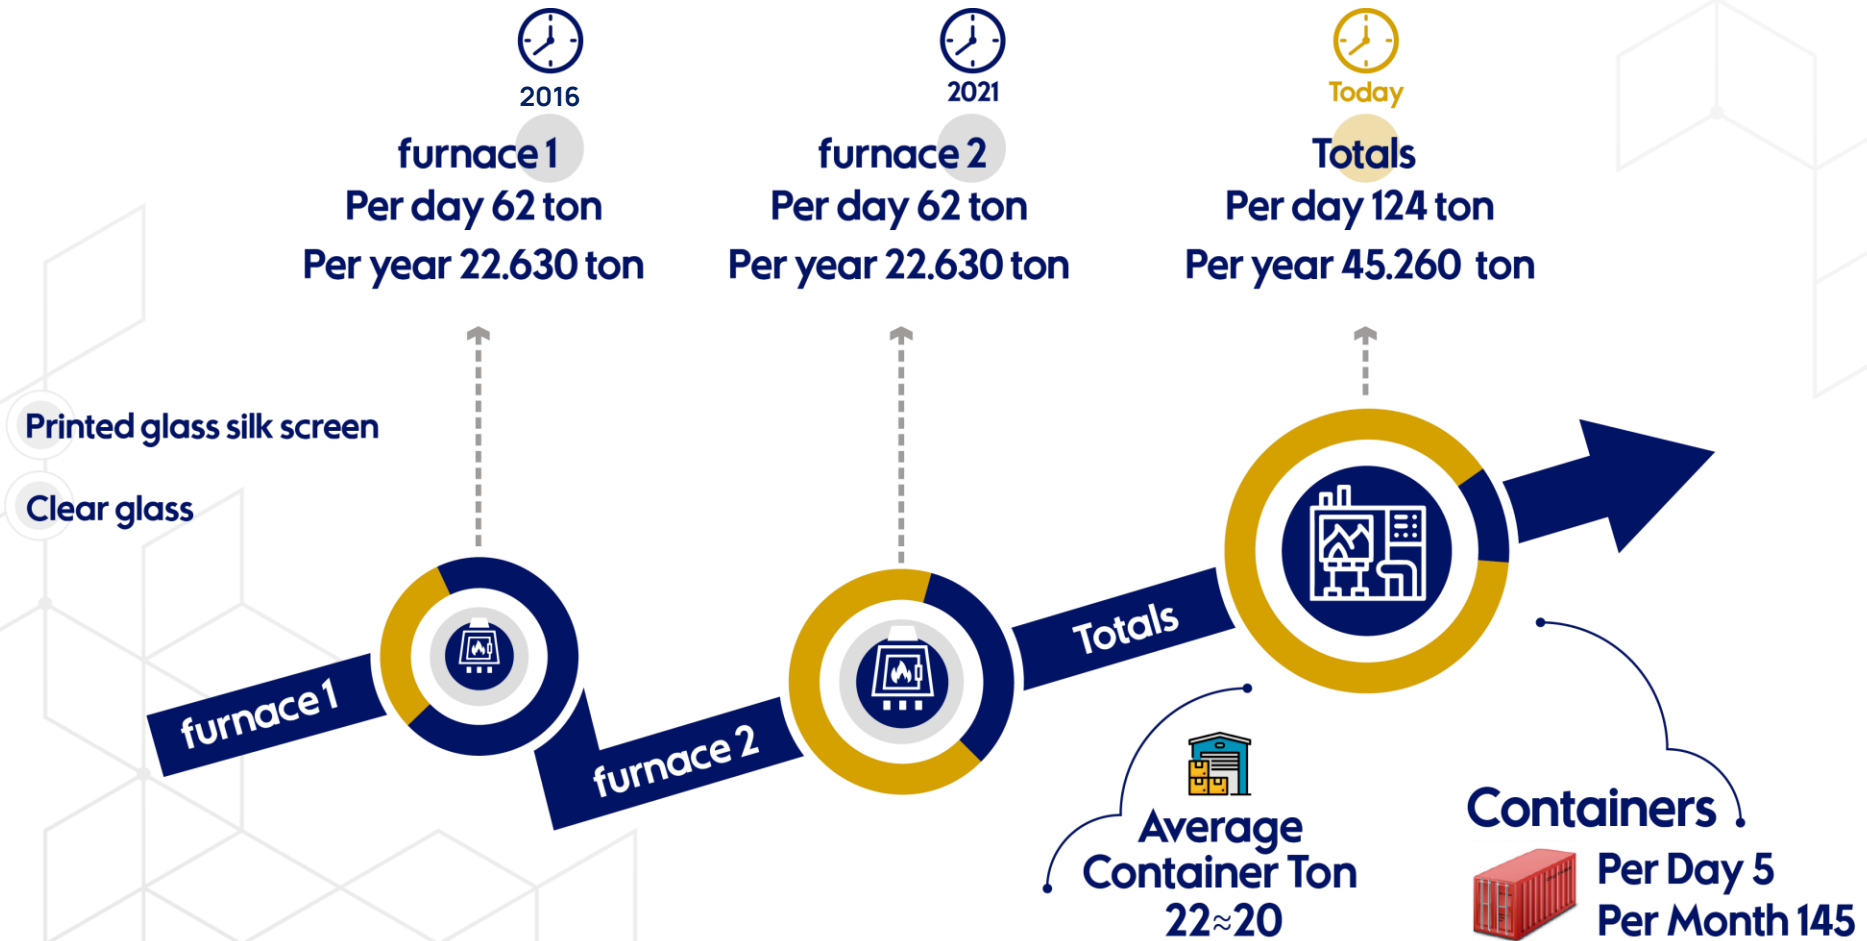 2016
furnace 1
Per day 62 ton
Per year 22.630 ton
2021
furnace 2
Per day 62 ton
Per year 22.630 ton
Today
Totals
Per day 124 ton
Per year 45.260 ton
Printed glass silk screen
Clear glass
furnace 1
furnace 2
Totals
Average
Container Ton
22≈20
Containers
Per Day 5
Per Month 145